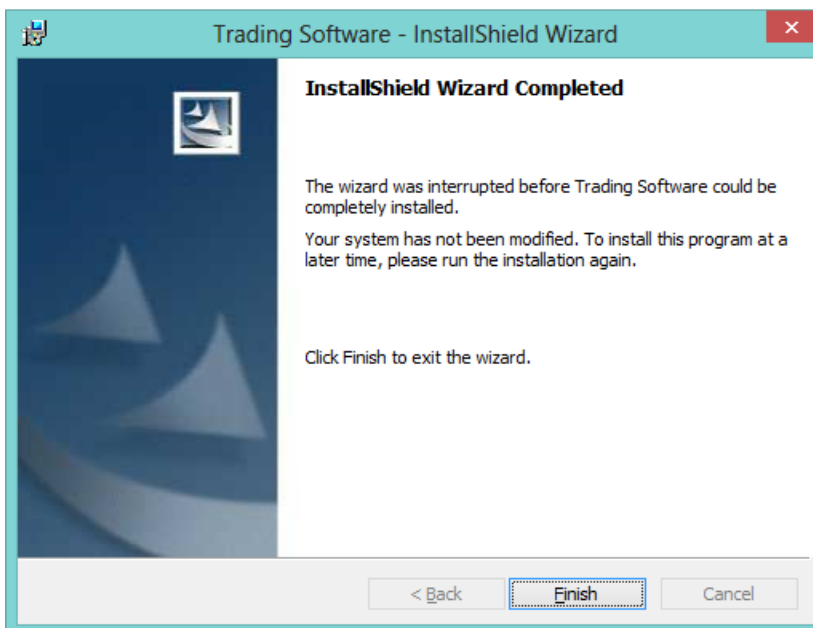 Trading Software - InstallShield Wizard
InstallShield Wizard Completed
The wizard was interrupted before Trading Software could be
completely installed.
Your system has not been modified. To install this program at a
later time, please run the installation again.
Click Finish to exit the wizard.
< Back
Finish
Cancel